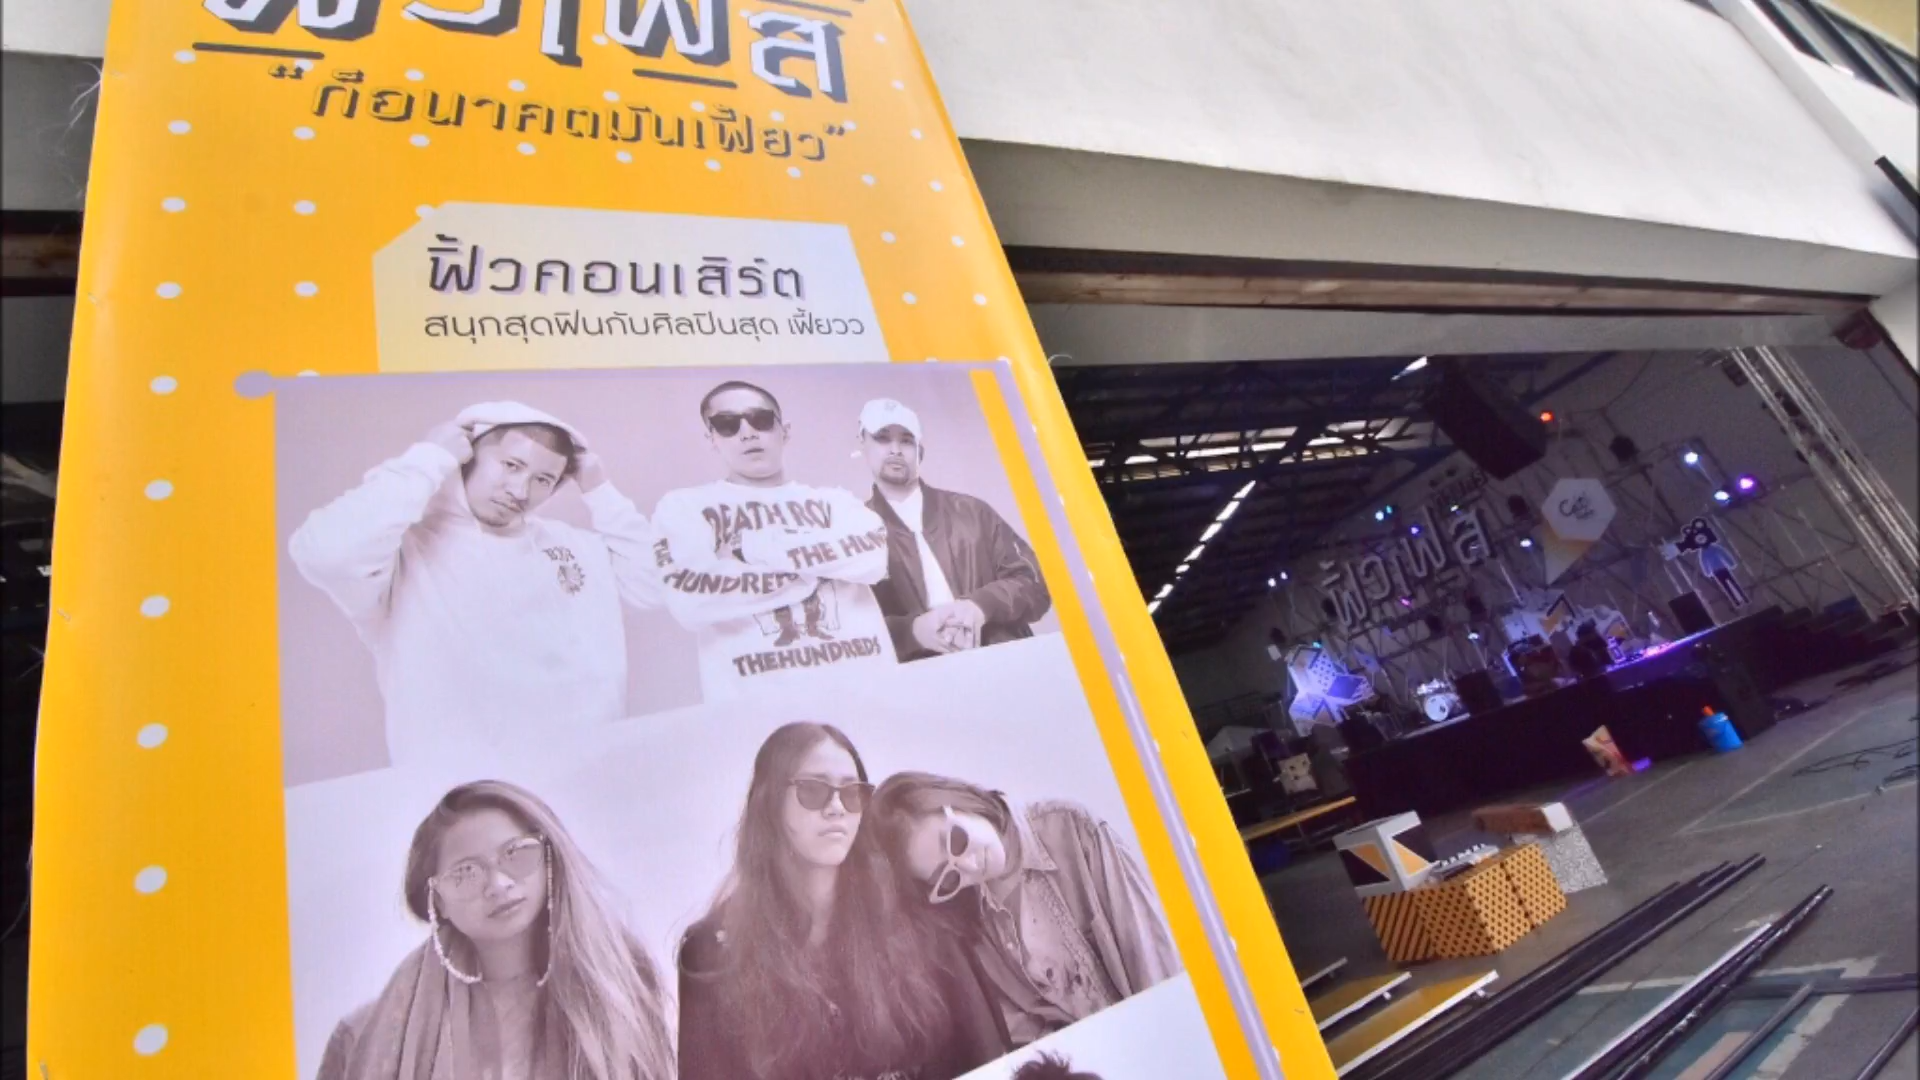 ฟิ้วเฟส
“ก็อนาคตมันเฟี้ยว”
ฟิ้วคอนเสิร์ต
สนุกสุดฟินกับศิลปินสุด เฟี้ยวว
DEATH ROW
THE HUNDREDS
THE HUNDREDS
THEHUNDREDS
ฟิ้วเฟส